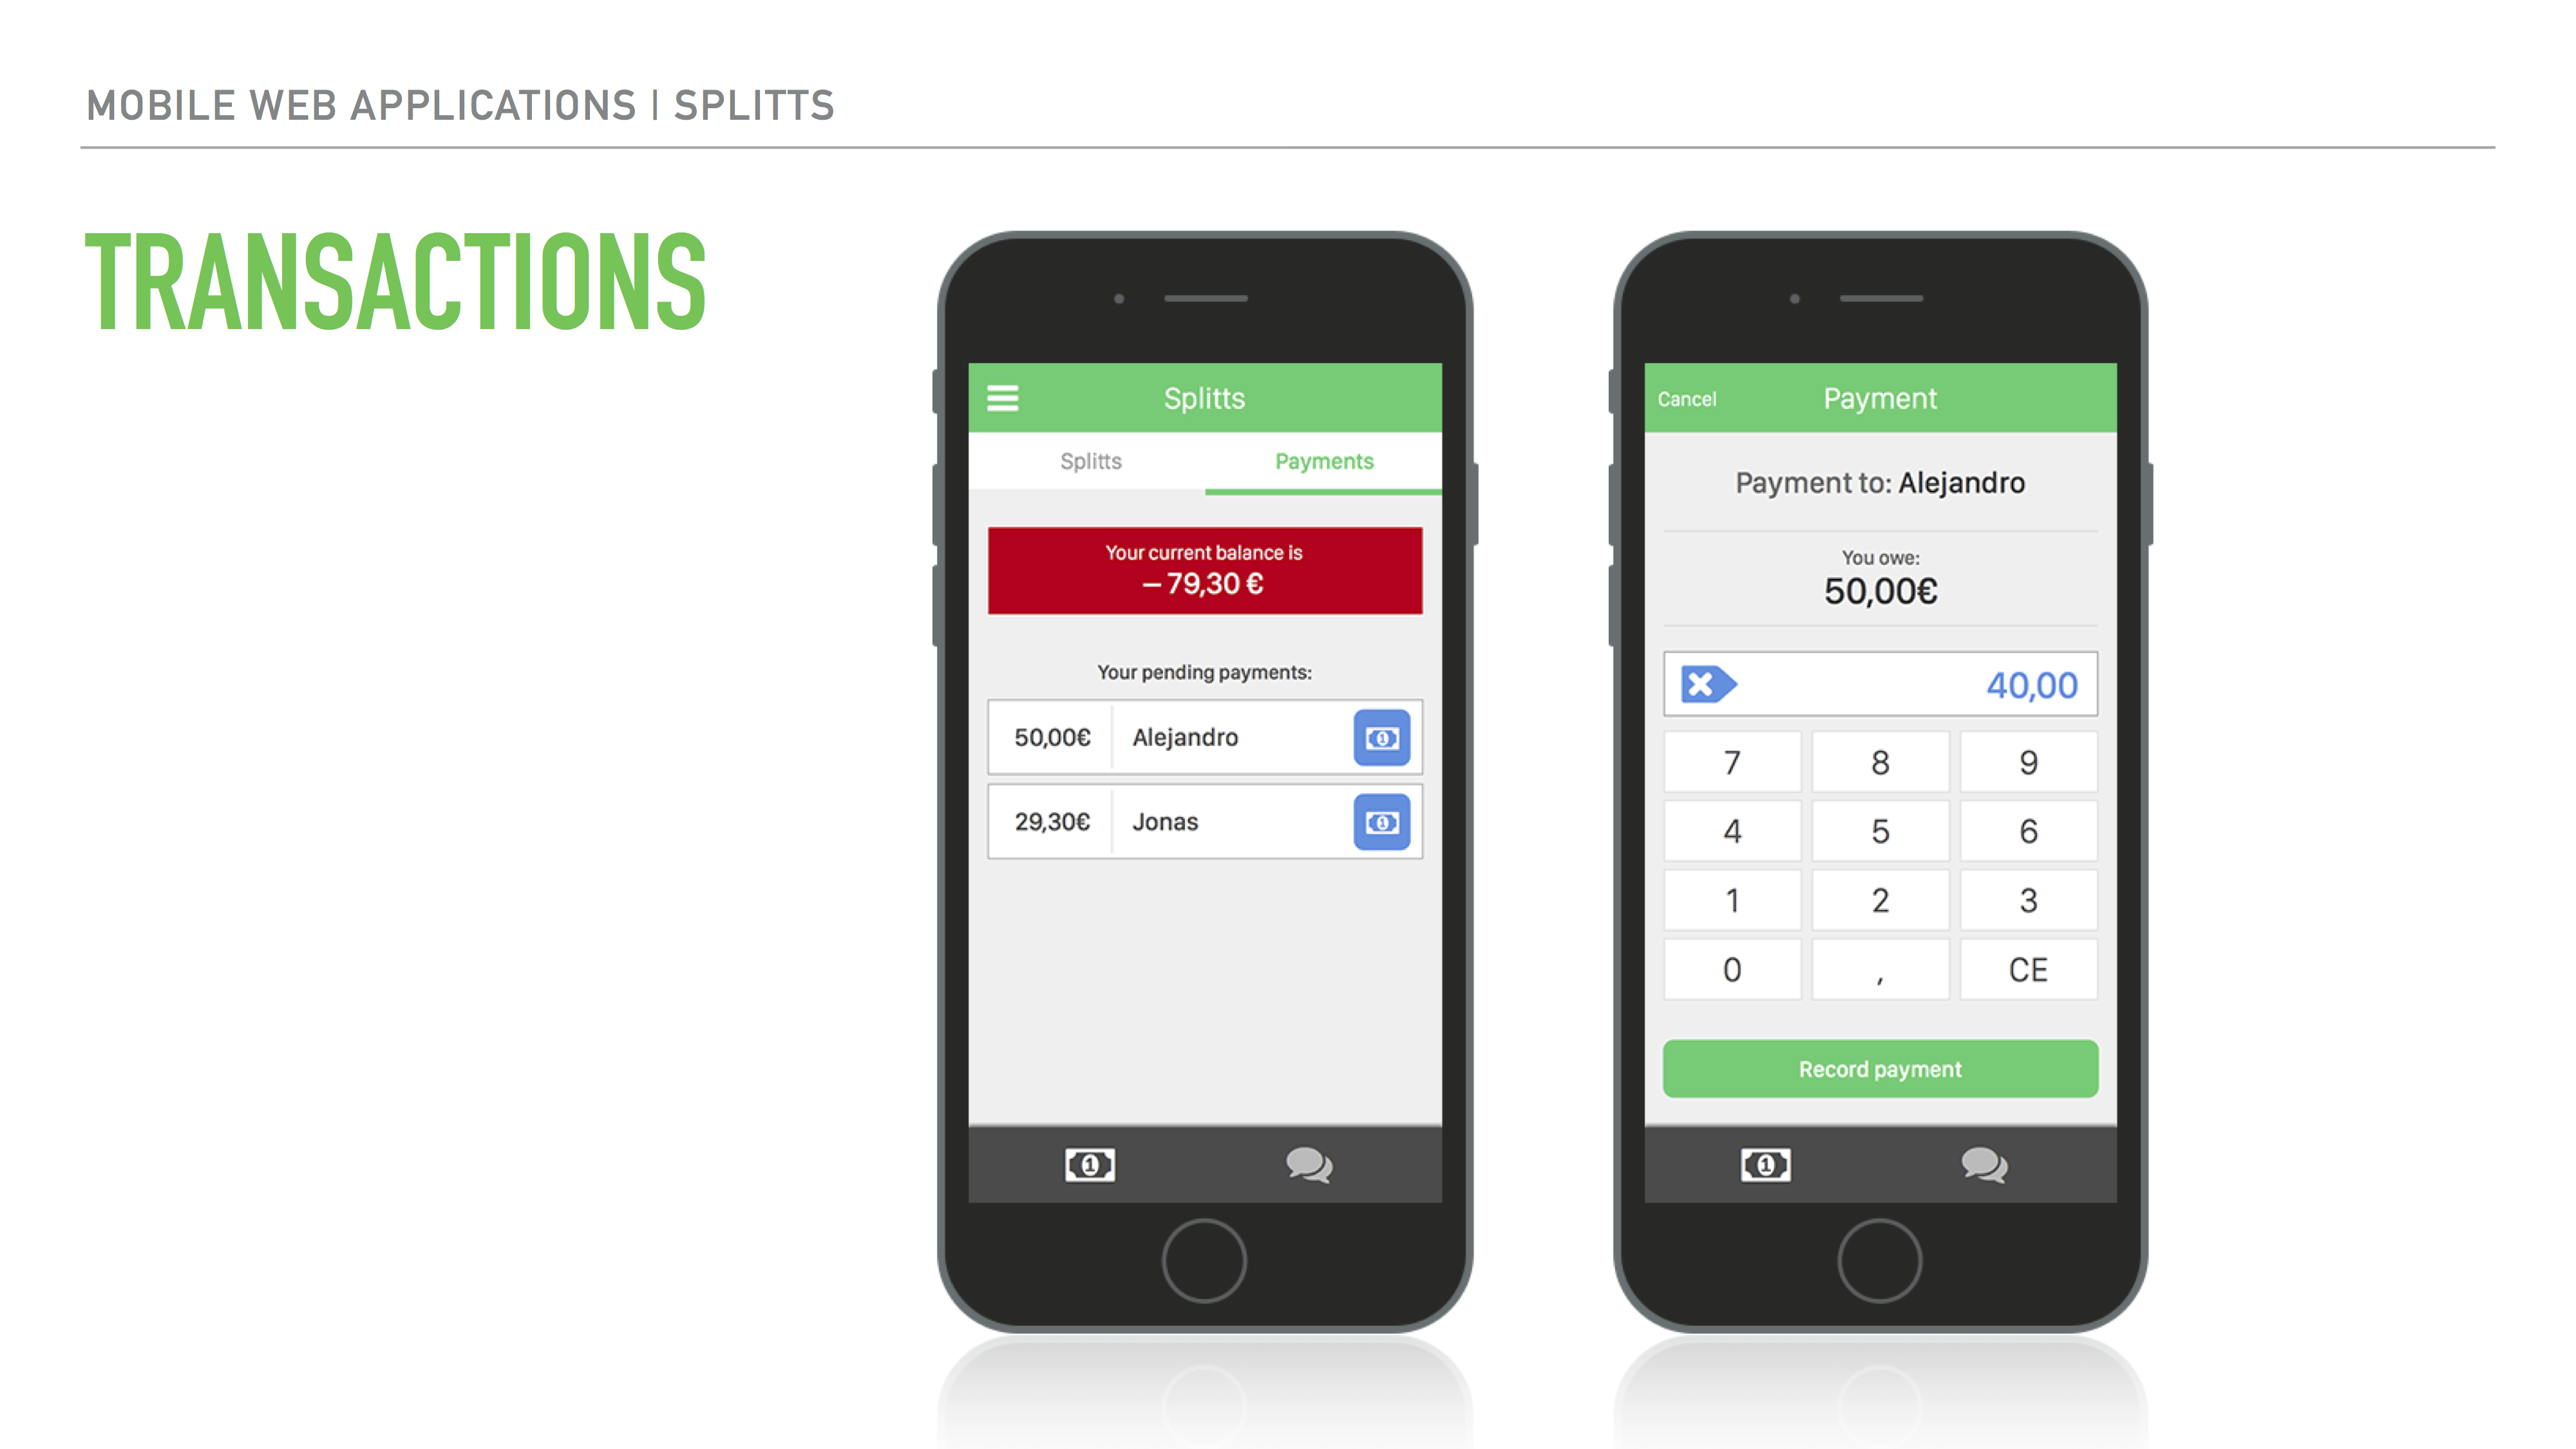 MOBILE WEB APPLICATIONS | SPLITTS
TRANSACTIONS
Splitts
Splitts Payments
Your current balance is
– 79,30 €
Your pending payments:
50,00€ Alejandro
29,30€ Jonas
Cancel Payment
Payment to: Alejandro
You owe:
50,00€
40,00
7 8 9
4 5 6
1 2 3
0 , CE
Record payment